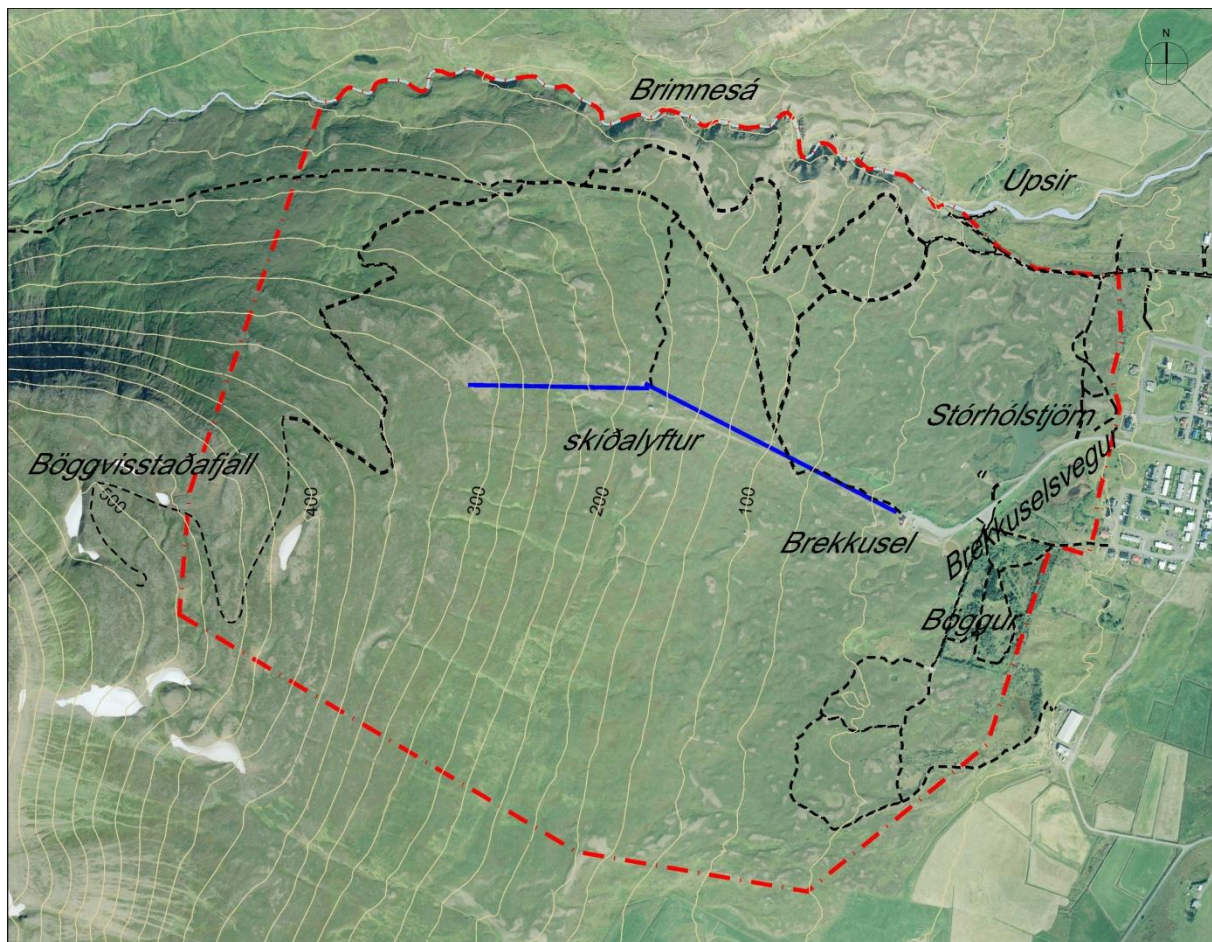 N
Brimnesá
Upsir
Stórhólstjörn
skíðalyftur
Böggvisstaðafjall
500
400
300
200
100
Brekkusel
Brekkuselsvegur
Böggur